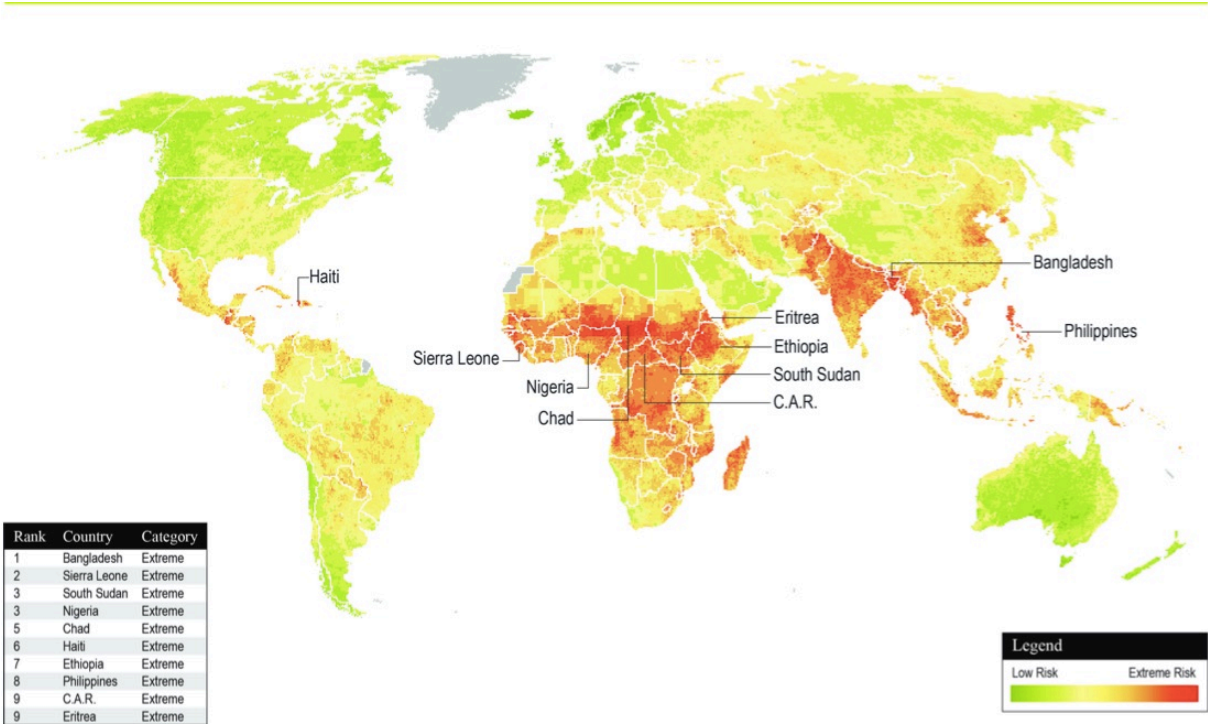 Haiti
Bangladesh
Eritrea
Philippines
Ethiopia
Sierra Leone
South Sudan
Nigeria
C.A.R.
Chad
Rank Country Category
1 Bangladesh Extreme
2 Sierra Leone Extreme
3 South Sudan Extreme
3 Nigeria Extreme
5 Chad Extreme
6 Haiti Extreme
7 Ethiopia Extreme
8 Philippines Extreme
9 C.A.R. Extreme
9 Eritrea Extreme
Legend
Low Risk Extreme Risk